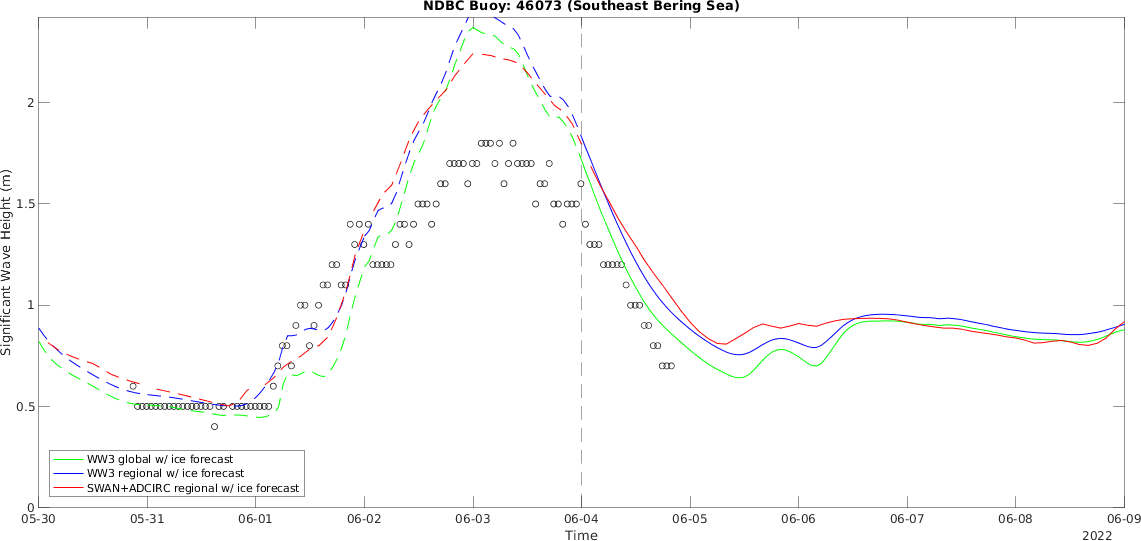 NDBC Buoy: 46073 (Southeast Bering Sea)
Significant Wave Height (m)
2
1.5
1
0.5
0
WW3 global w/ ice forecast
WW3 regional w/ ice forecast
SWAN+ADCIRC regional w/ ice forecast
05-30 05-31 06-01 06-02 06-03 06-04 06-05 06-06 06-07 06-08 06-09
Time 2022